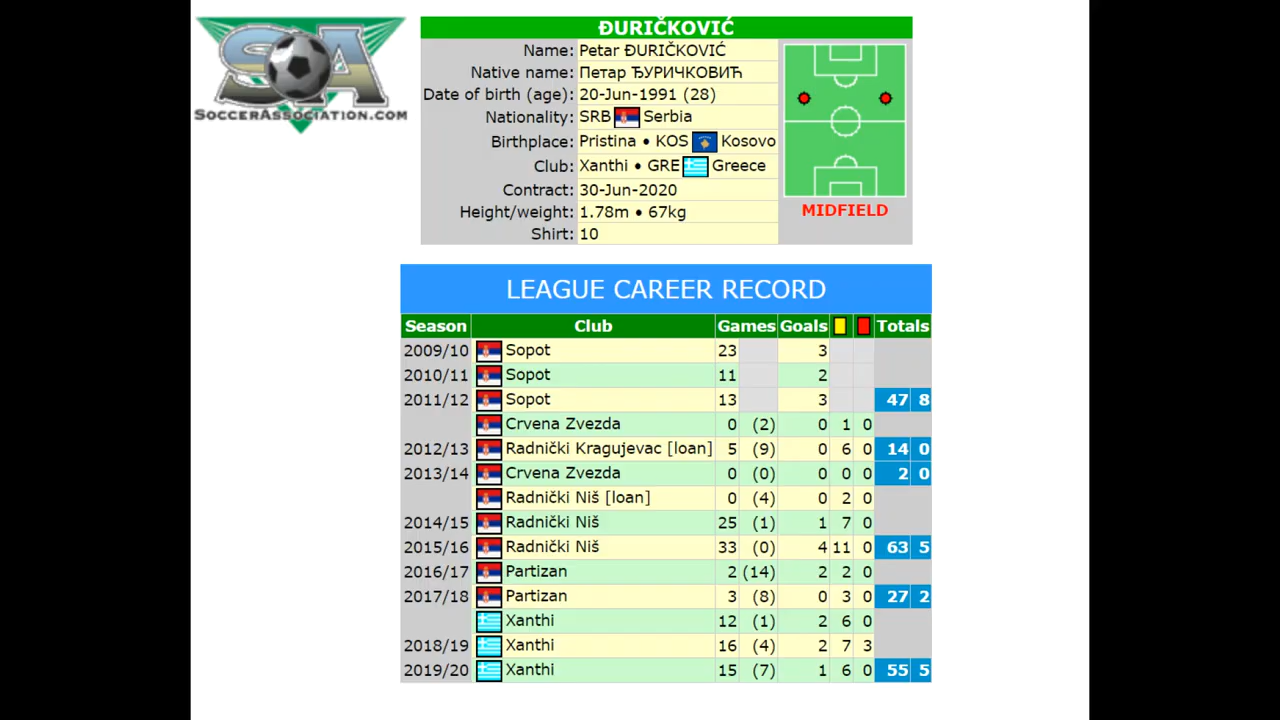 SA
SOCCERASSOCIATION.COM
ĐURIČKOVIĆ
Name: Petar ĐURIČKOVIĆ
Native name: Петар ЂУРИЧКОВИЋ
Date of birth (age): 20-Jun-1991 (28)
Nationality: SRB Serbia
Birthplace: Pristina • KOS Kosovo
Club: Xanthi • GRE Greece
Contract: 30-Jun-2020
Height/weight: 1.78m • 67kg
Shirt: 10
MIDFIELD
LEAGUE CAREER RECORD
Season Club Games Goals Totals
2009/10 Sopot 23 3
2010/11 Sopot 11 2
2011/12 Sopot 13 3 47 8
Crvena Zvezda 0 (2) 0 1 0
2012/13 Radnički Kragujevac [loan] 5 (9) 0 6 0 14 0
2013/14 Crvena Zvezda 0 (0) 0 0 0 2 0
Radnički Niš [loan] 0 (4) 0 2 0
2014/15 Radnički Niš 25 (1) 1 7 0
2015/16 Radnički Niš 33 (0) 4 11 0 63 5
2016/17 Partizan 2 (14) 2 2 0
2017/18 Partizan 3 (8) 0 3 0 27 2
Xanthi 12 (1) 2 6 0
2018/19 Xanthi 16 (4) 2 7 3
2019/20 Xanthi 15 (7) 1 6 0 55 5